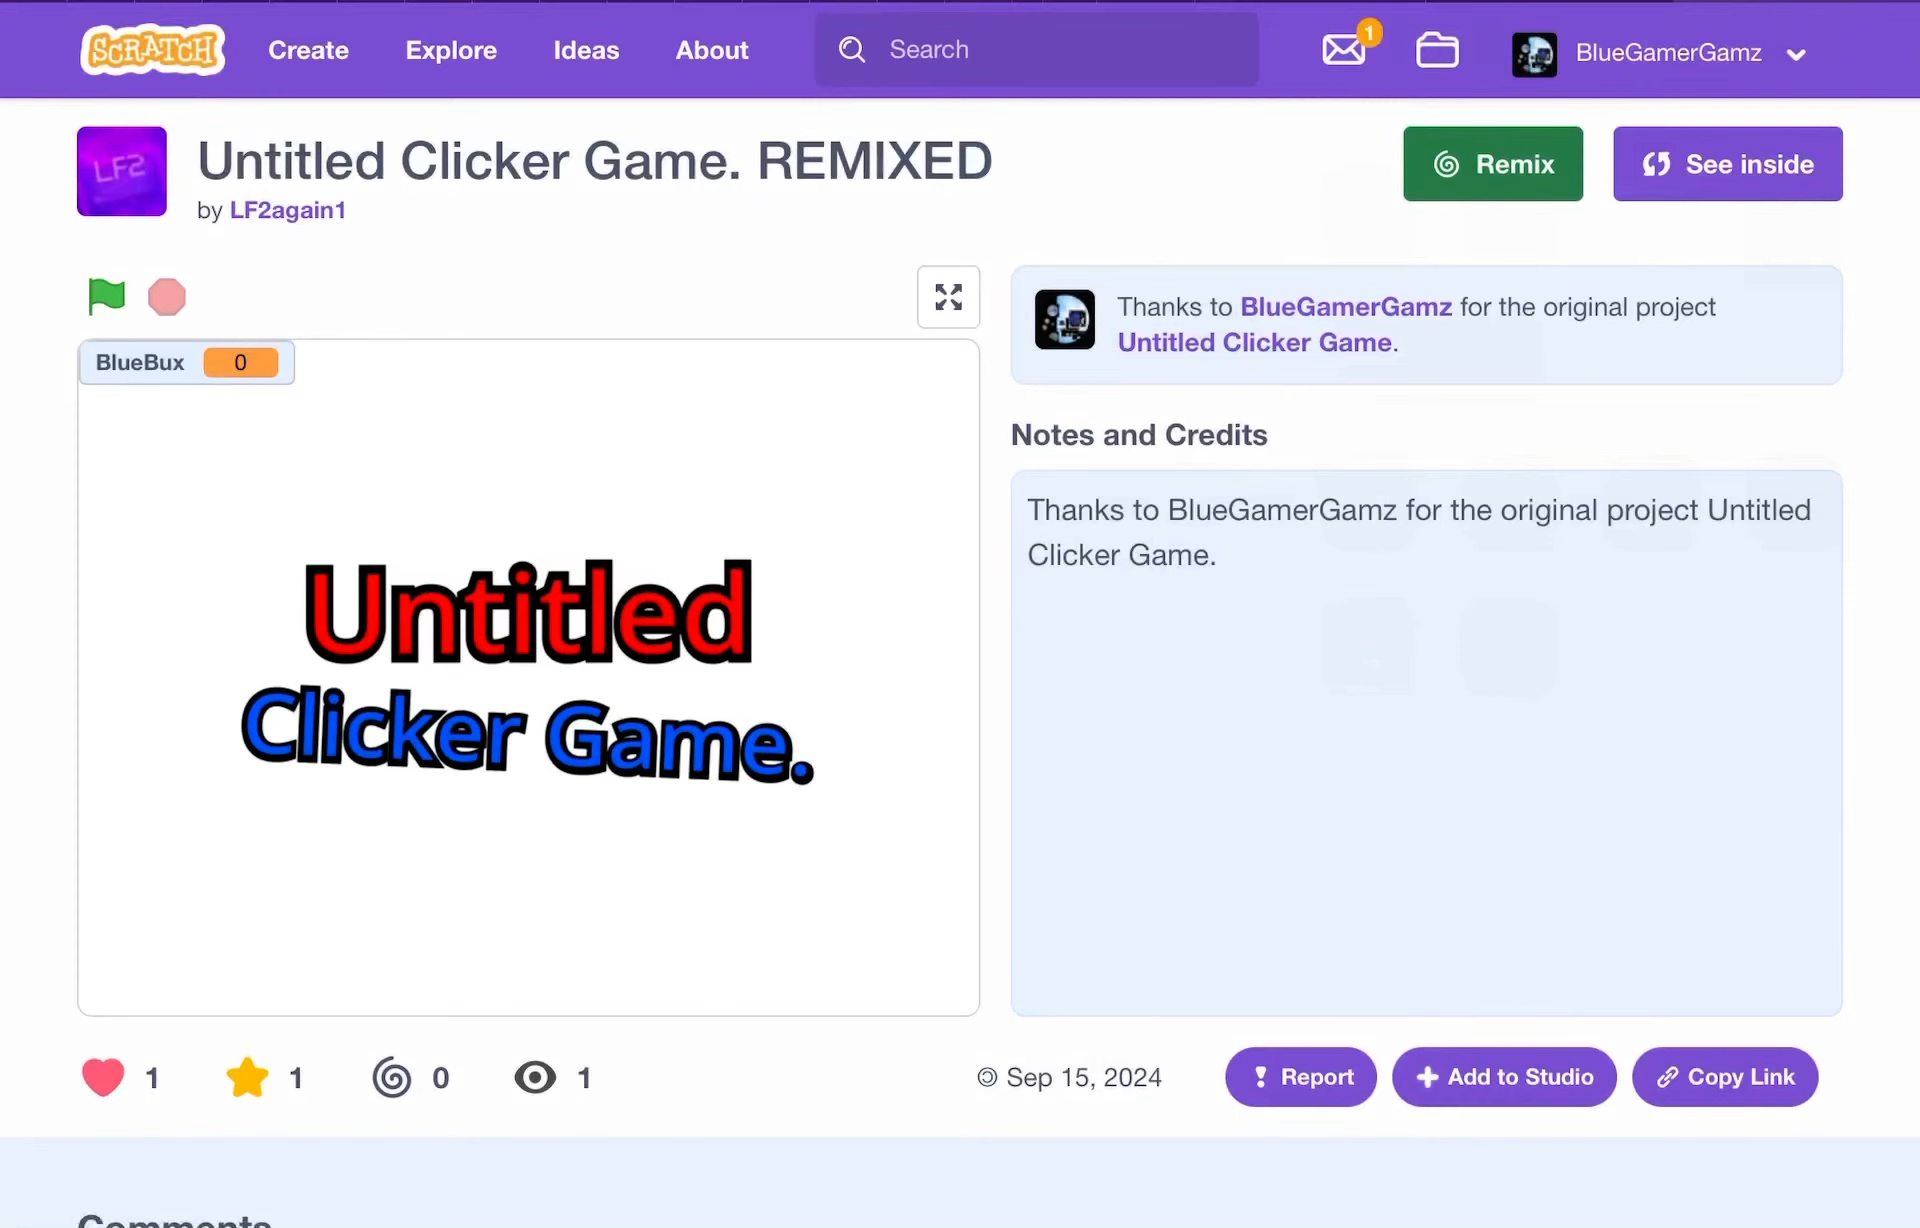 SCRATCH Create Explore Ideas About Search 1 BlueGamerGamz
LF2
Untitled Clicker Game. REMIXED
by LF2again1
Remix See inside
BlueBux 0
Untitled
Clicker Game.
Thanks to BlueGamerGamz for the original project
Untitled Clicker Game.
Notes and Credits
Thanks to BlueGamerGamz for the original project Untitled
Clicker Game.
1 1 0 1
Sep 15, 2024 Report Add to Studio Copy Link
Comments